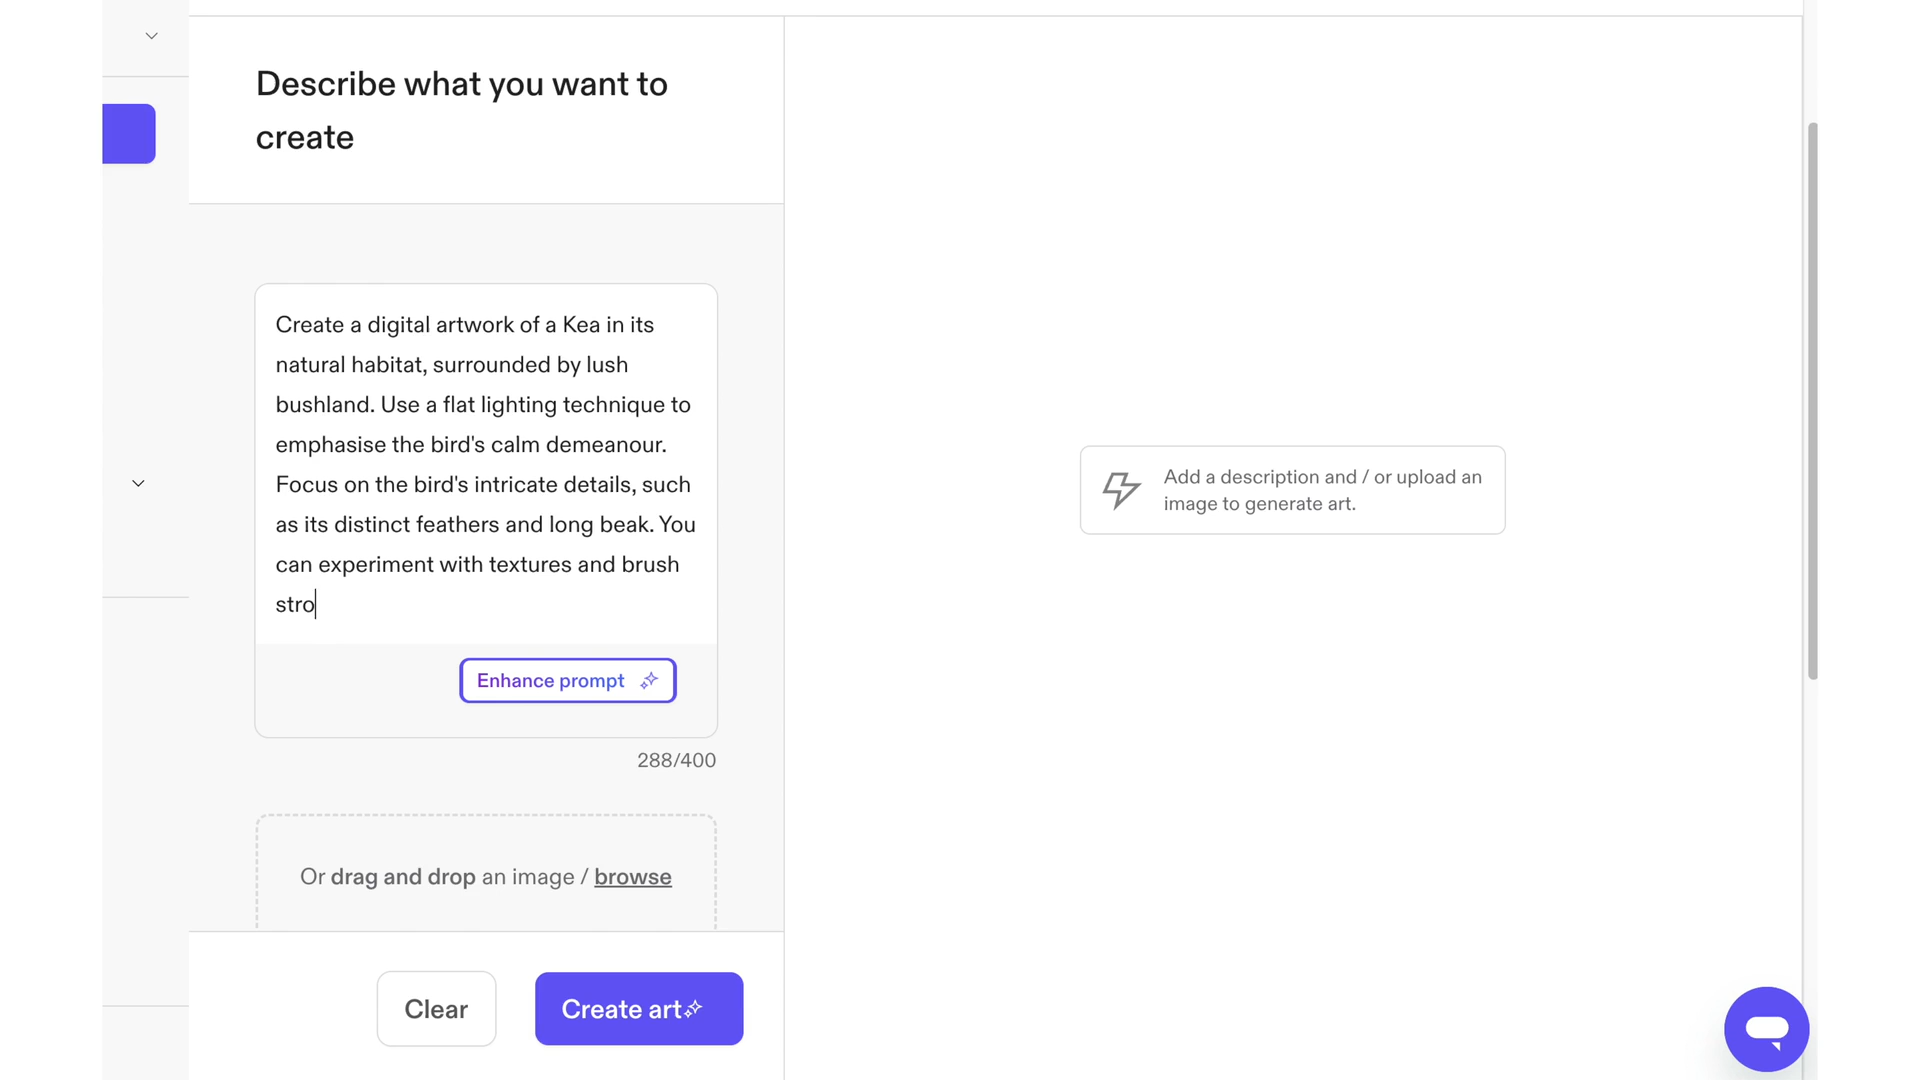 Describe what you want to
create
Create a digital artwork of a Kea in its
natural habitat, surrounded by lush
bushland. Use a flat lighting technique to
emphasise the bird's calm demeanour.
Focus on the bird's intricate details, such
as its distinct feathers and long beak. You
can experiment with textures and brush
stro
Enhance prompt
288/400
Or drag and drop an image / browse
Clear
Create art
Add a description and / or upload an
image to generate art.